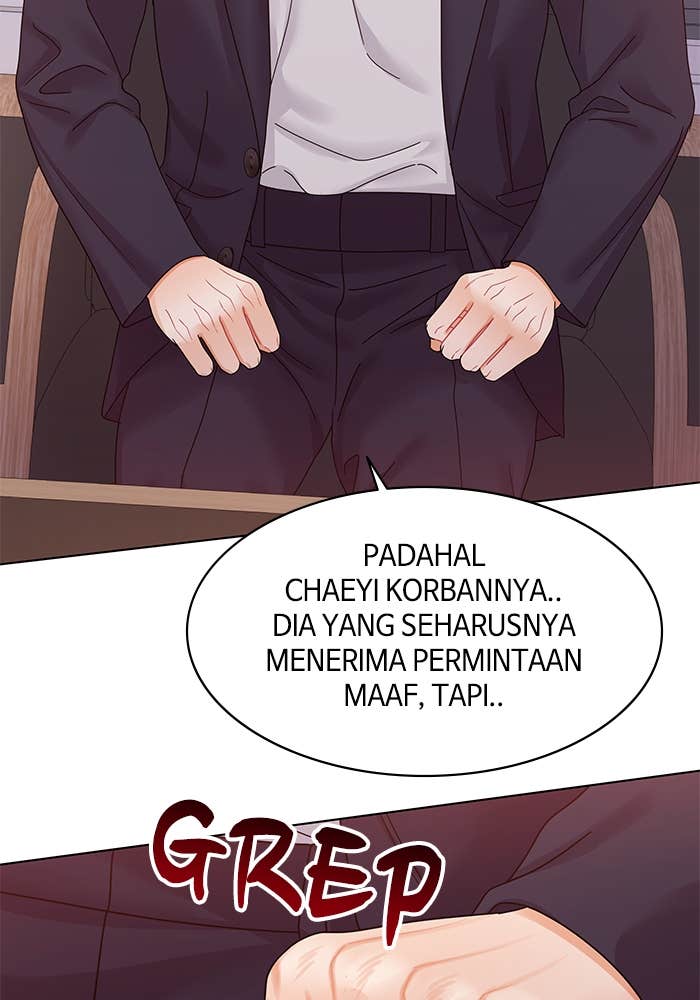 PADAHAL
CHAEYI KORBANNYA..
DIA YANG SEHARUSNYA
MENERIMA PERMINTAAN
MAAF, TAPI..
GREP